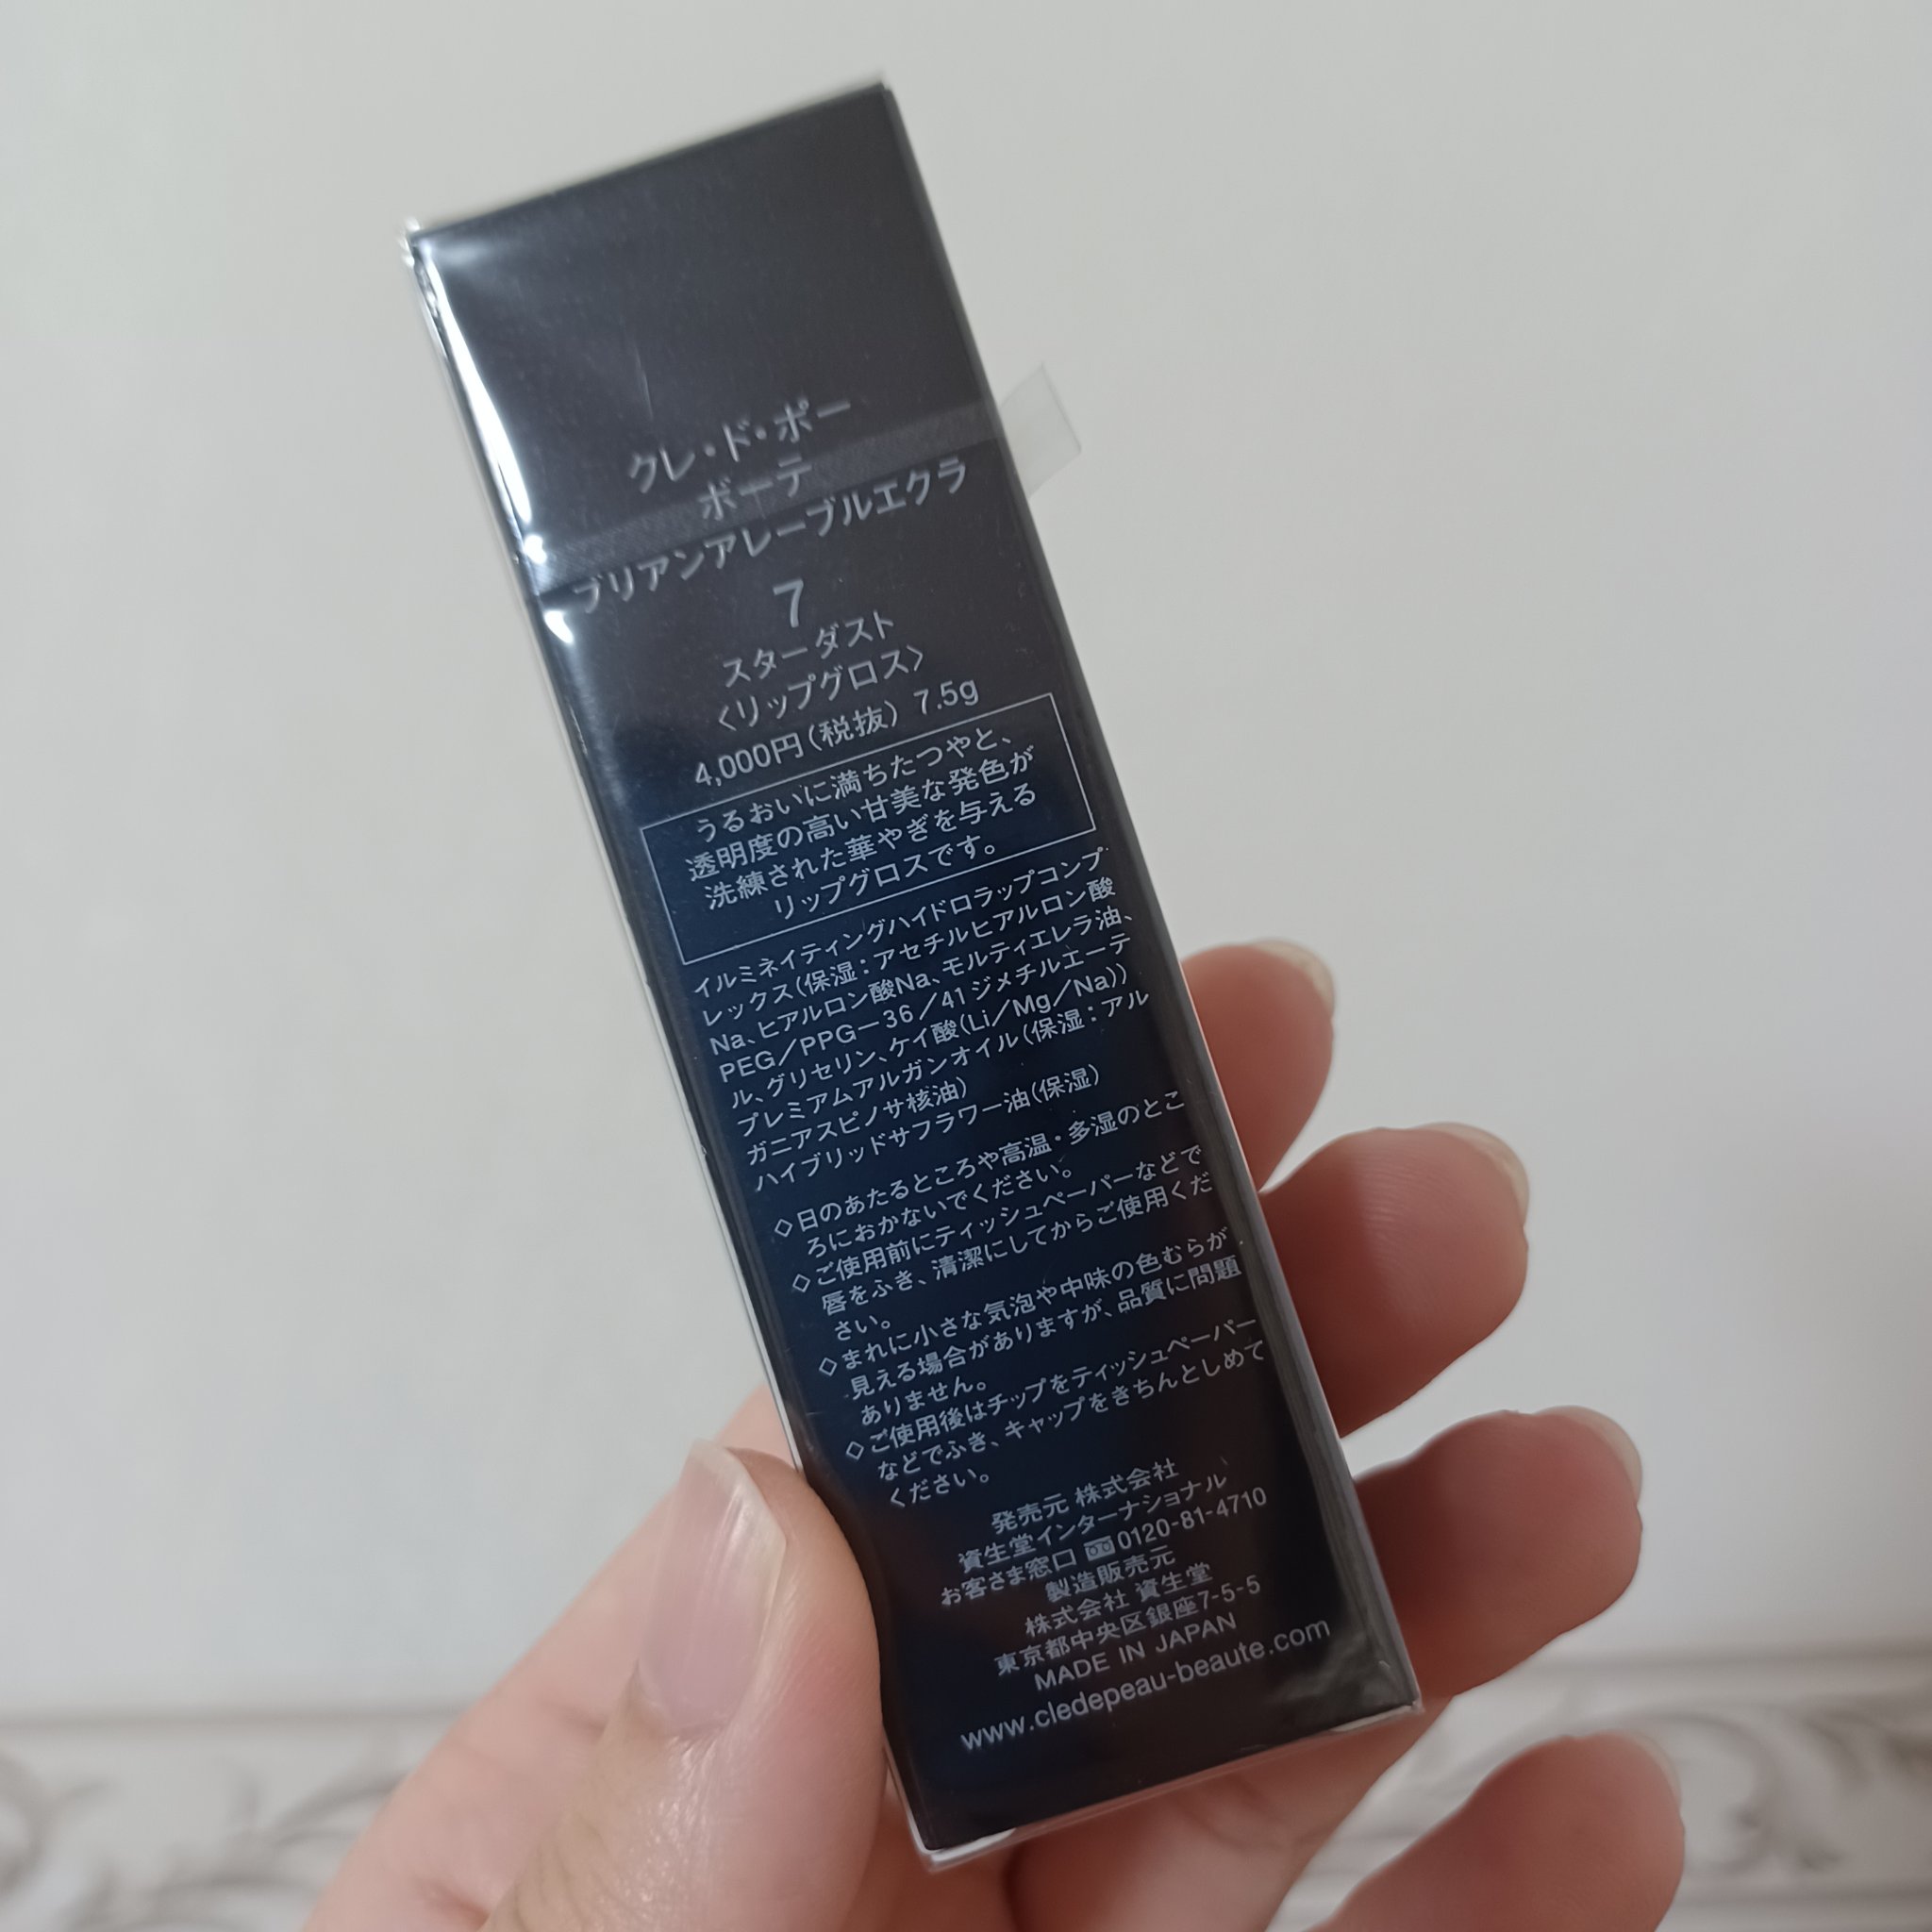 クレ・ド・ポー
ボーテ
ブリアンアレーブルエクラ
7
スターダスト
〈リップグロス〉
4,000円(税抜) 7.5g
うるおいに満ちたつやと、
透明度の高い甘美な発色が
洗練された華やぎを与える
リップグロスです。
イルミネイティングハイドロラップコンプ
レックス(保湿:アセチルヒアルロン酸
Na、ヒアルロン酸Na、モルティエレラ油、
PEG/PPG-36/41ジメチルエーテ
ル、グリセリン、ケイ酸(Li/Mg/Na))
プレミアムアルガンオイル(保湿:アル
ガニアスピノサ核油)
ハイブリッドサフラワー油(保湿)
◇日のあたるところや高温・多湿のとこ
ろにおかないでください。
◇ご使用前にティッシュペーパーなどで
唇をふき、清潔にしてからご使用くだ
さい。
◇まれに小さな気泡や中味の色むらが
見える場合がありますが、品質に問題
ありません。
◇ご使用後はチップをティッシュペーパー
などでふき、キャップをきちんとしめて
ください。
発売元 株式会社
資生堂インターナショナル
お客さま窓口 0120-81-4710
製造販売元
株式会社 資生堂
東京都中央区銀座7-5-5
MADE IN JAPAN
www.cledepeau-beaute.com